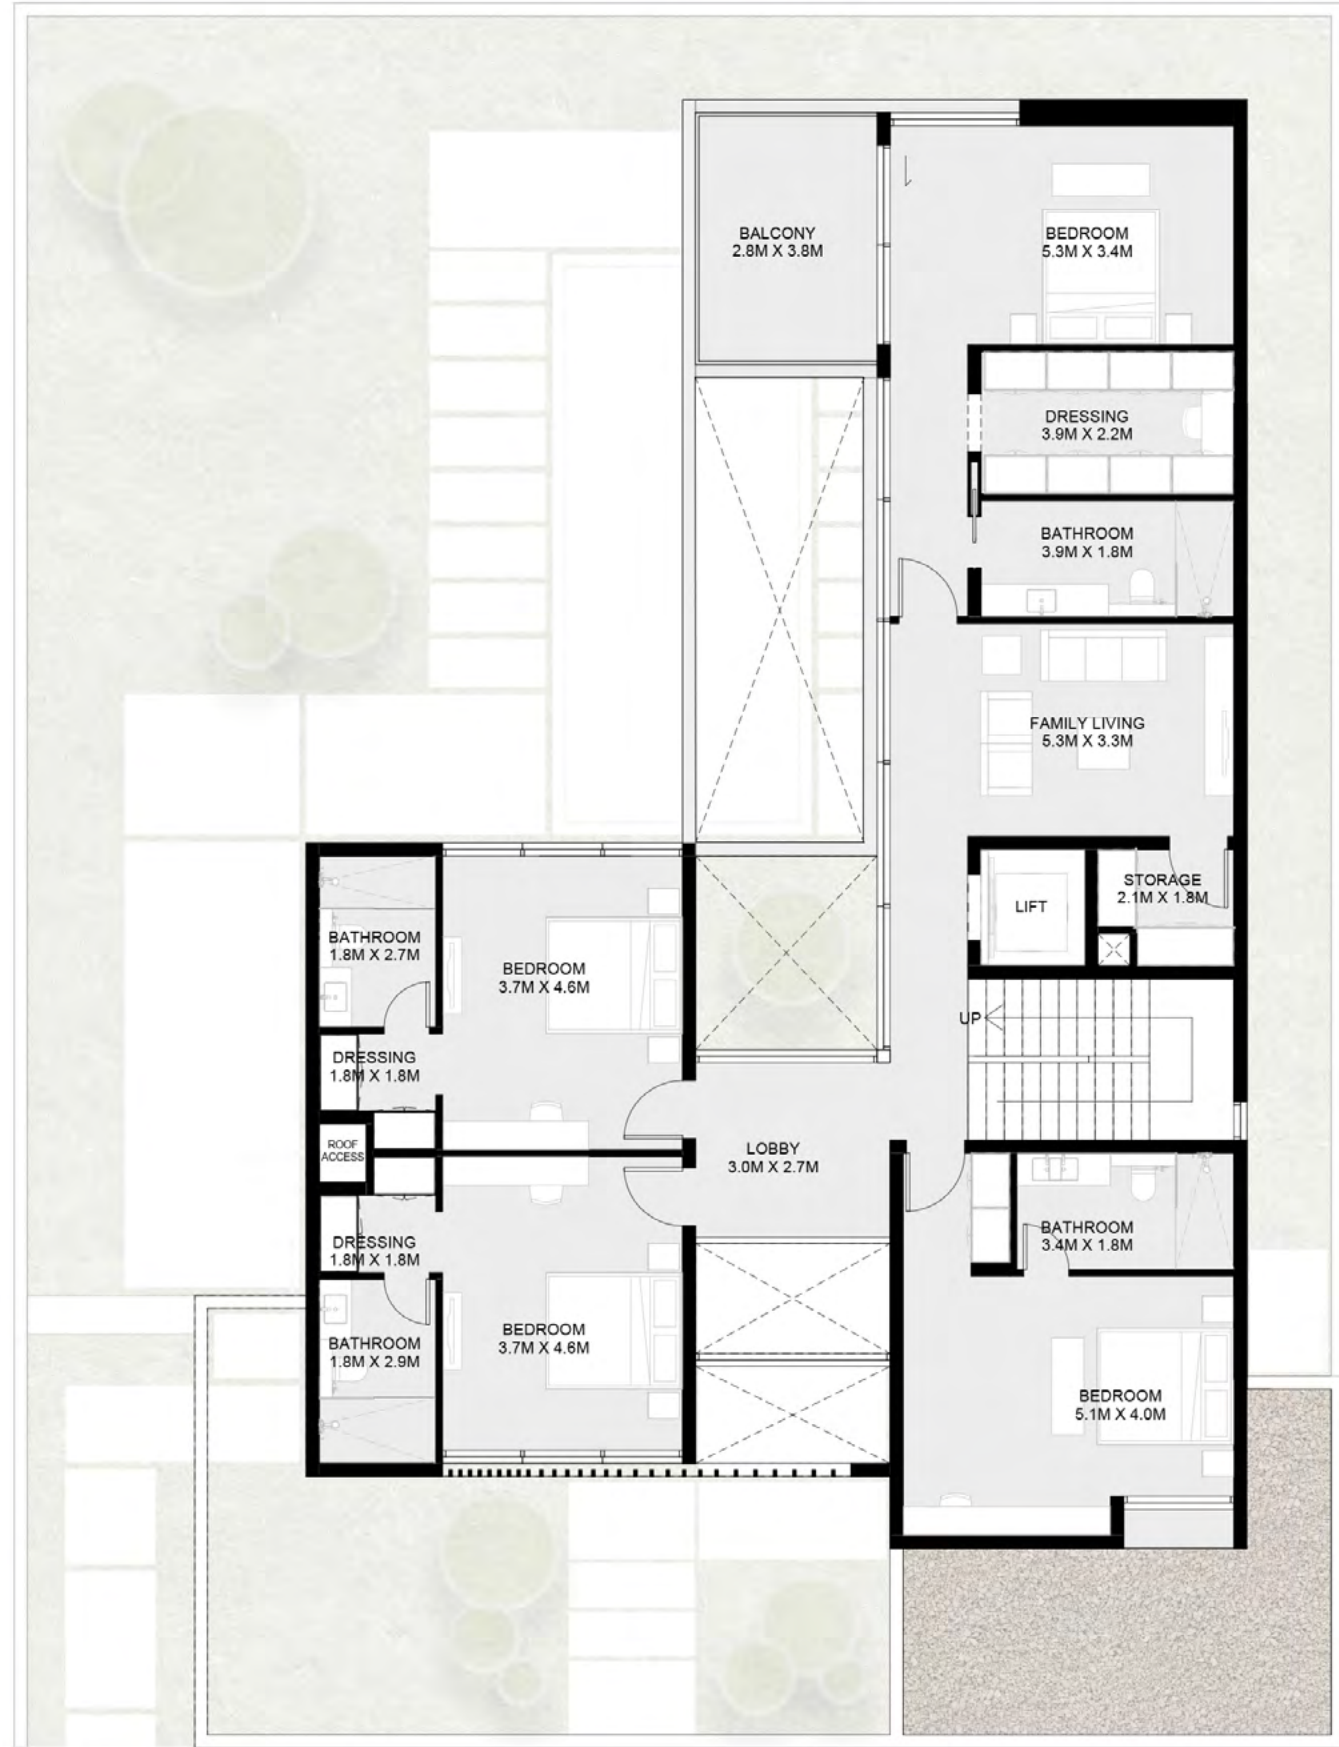 BALCONY
2.8M X 3.8M
BEDROOM
5.3M X 3.4M
DRESSING
3.9M X 2.2M
BATHROOM
3.9M X 1.8M
FAMILY LIVING
5.3M X 3.3M
STORAGE
2.1M X 1.8M
LIFT
BATHROOM
1.8M X 2.7M
BEDROOM
3.7M X 4.6M
UP
DRESSING
1.8M X 1.8M
ROOF
ACCESS
LOBBY
3.0M X 2.7M
DRESSING
1.8M X 1.8M
BATHROOM
3.4M X 1.8M
BATHROOM
1.8M X 2.9M
BEDROOM
3.7M X 4.6M
BEDROOM
5.1M X 4.0M